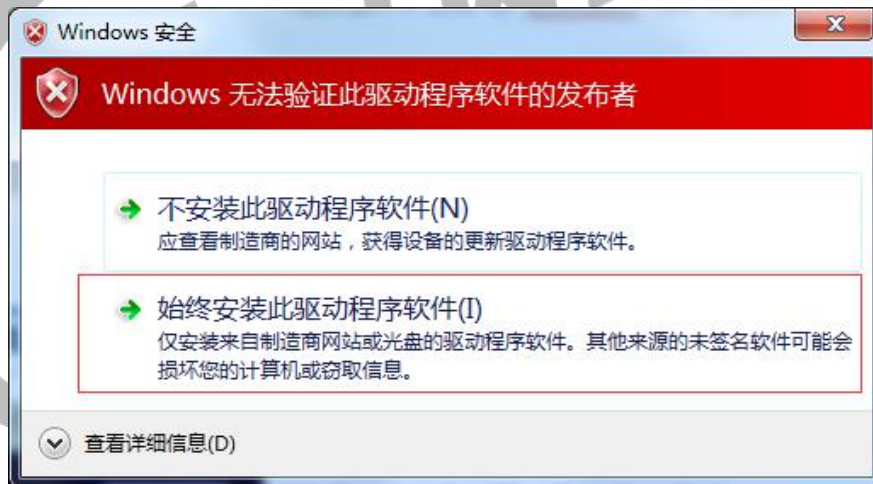 Windows 安全
Windows 无法验证此驱动程序软件的发布者
不安装此驱动程序软件(N)
应查看制造商的网站，获得设备的更新驱动程序软件。
始终安装此驱动程序软件(I)
仅安装来自制造商网站或光盘的驱动程序软件。其他来源的未签名软件可能会
损坏您的计算机或窃取信息。
查看详细信息(D)